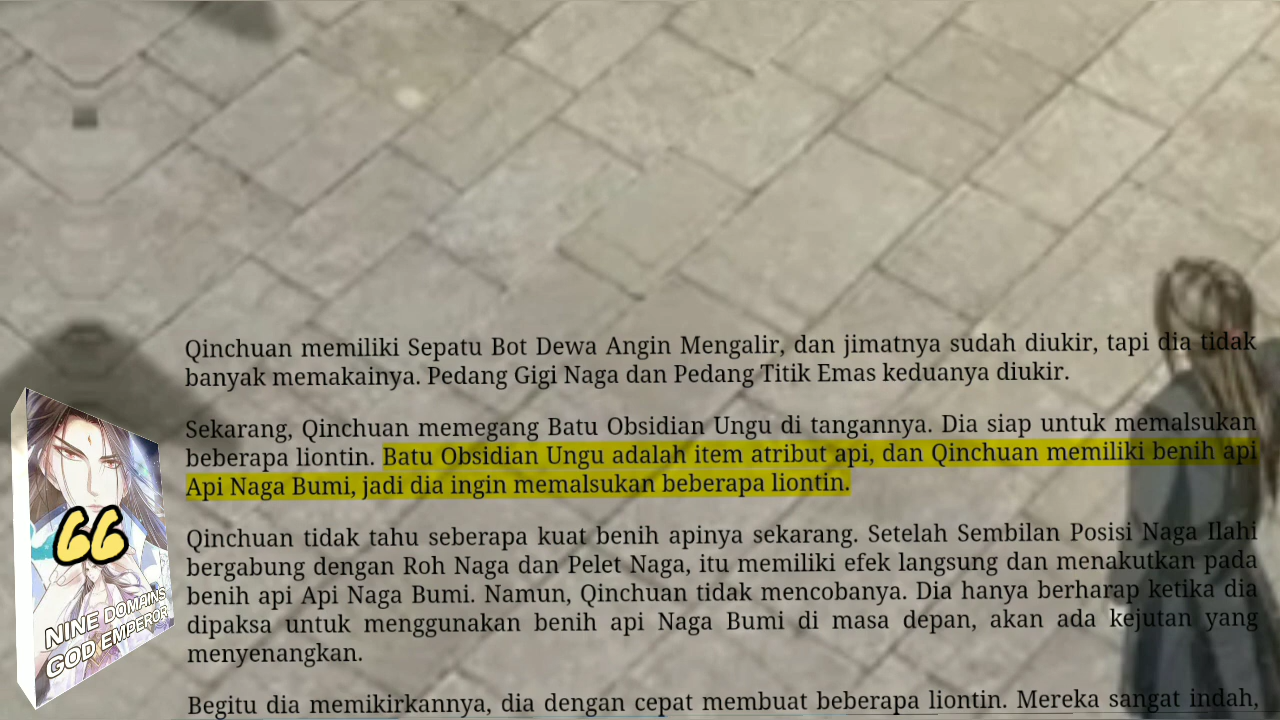 Qinchuan memiliki Sepatu Bot Dewa Angin Mengalir, dan jimatnya sudah diukir, tapi dia tidak
banyak memakainya. Pedang Gigi Naga dan Pedang Titik Emas keduanya diukir.
Sekarang, Qinchuan memegang Batu Obsidian Ungu di tangannya. Dia siap untuk memalsukan
beberapa liontin. Batu Obsidian Ungu adalah item atribut api, dan Qinchuan memiliki benih api
Api Naga Bumi, jadi dia ingin memalsukan beberapa liontin.
Qinchuan tidak tahu seberapa kuat benih apinya sekarang. Setelah Sembilan Posisi Naga Ilahi
bergabung dengan Roh Naga dan Pelet Naga, itu memiliki efek langsung dan menakutkan pada
benih api Api Naga Bumi. Namun, Qinchuan tidak mencobanya. Dia hanya berharap ketika dia
dipaksa untuk menggunakan benih api Naga Bumi di masa depan, akan ada kejutan yang
menyenangkan.
Begitu dia memikirkannya, dia dengan cepat membuat beberapa liontin. Mereka sangat indah,
66
NINE DOMAINS
GOD EMPEROR